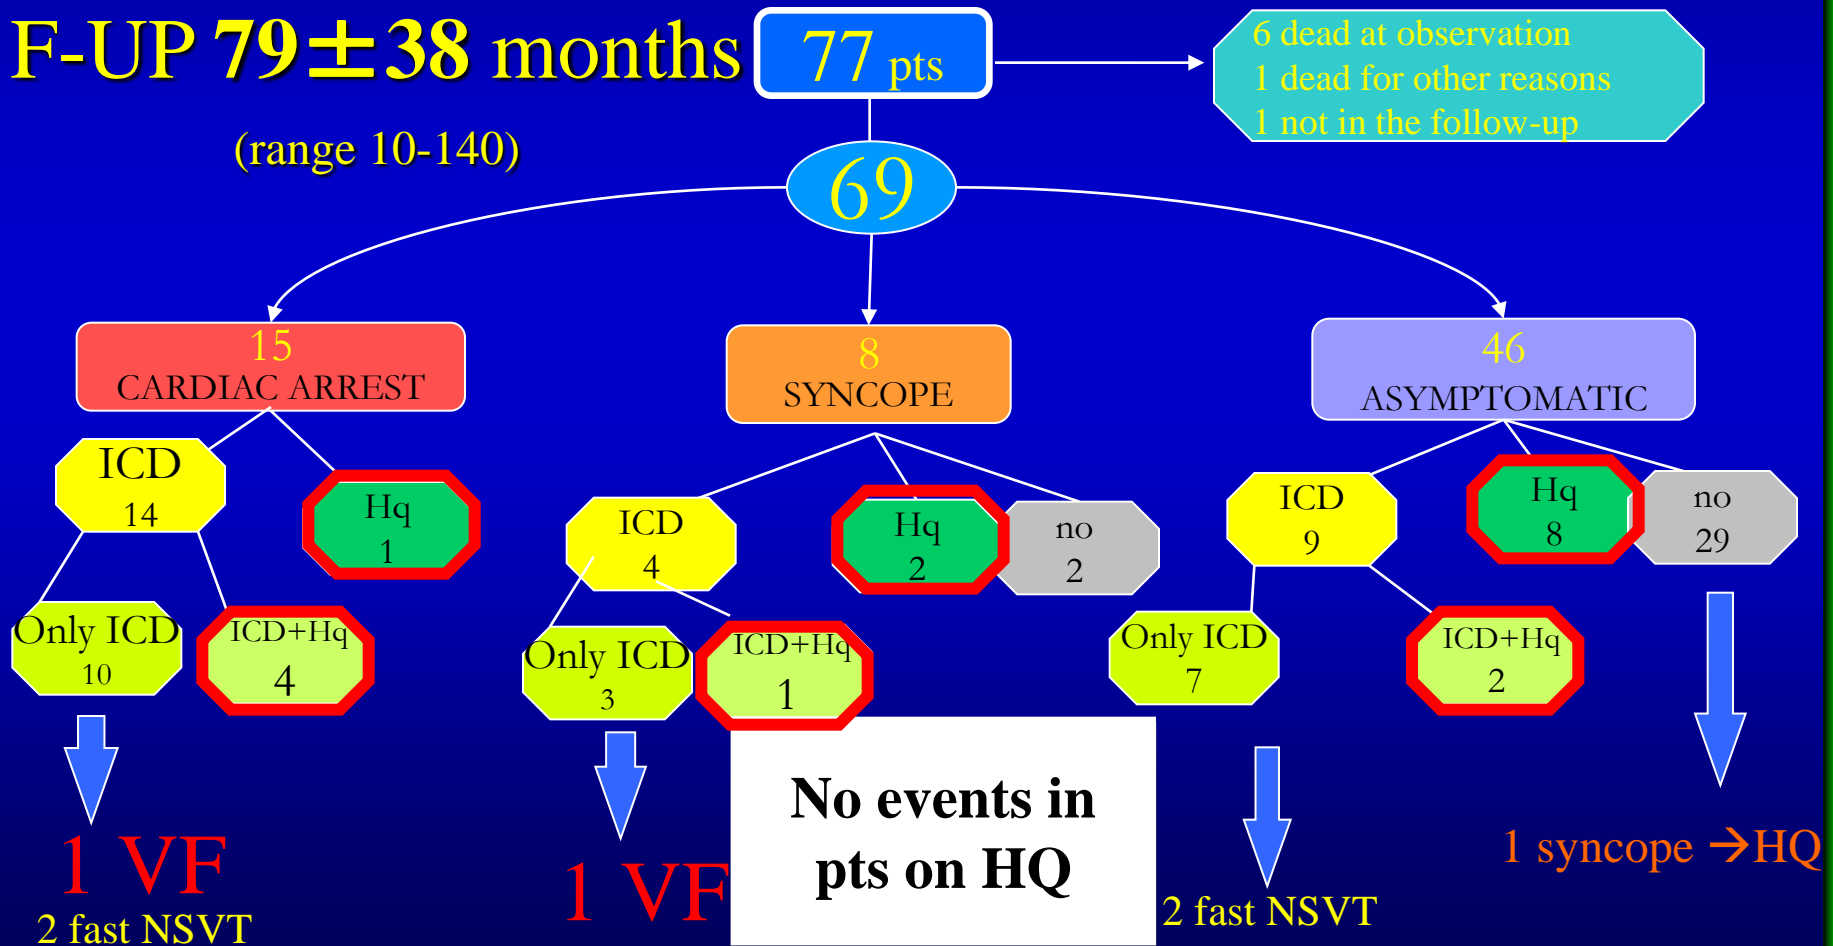 F-UP 79±38 months
(range 10-140)
77 pts
6 dead at observation
1 dead for other reasons
1 not in the follow-up
69
15
CARDIAC ARREST
8
SYNCOPE
46
ASYMPTOMATIC
ICD
14
Hq
1
Only ICD
10
ICD+Hq
4
ICD
4
Hq
2
no
2
Only ICD
3
ICD+Hq
1
ICD
9
Hq
8
no
29
Only ICD
7
ICD+Hq
2
1 VF
2 fast NSVT
1 VF
No events in
pts on HQ
2 fast NSVT
1 syncope →HQ